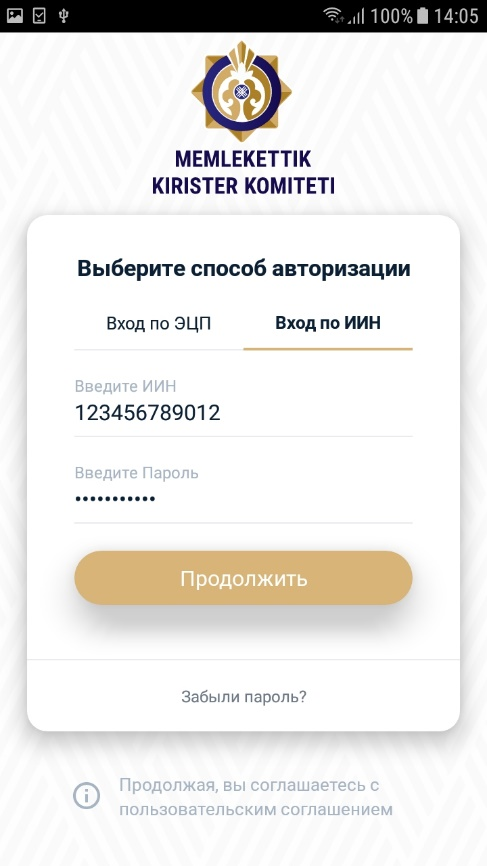 100% 14:05
MEMLEKETTIK
KIRISTER KOMITETI
Выберите способ авторизации
Вход по ЭЦП Вход по ИИН
Введите ИИН
123456789012
Введите Пароль
•••••••••••
Продолжить
Забыли пароль?
Продолжая, вы соглашаетесь с
пользовательским соглашением